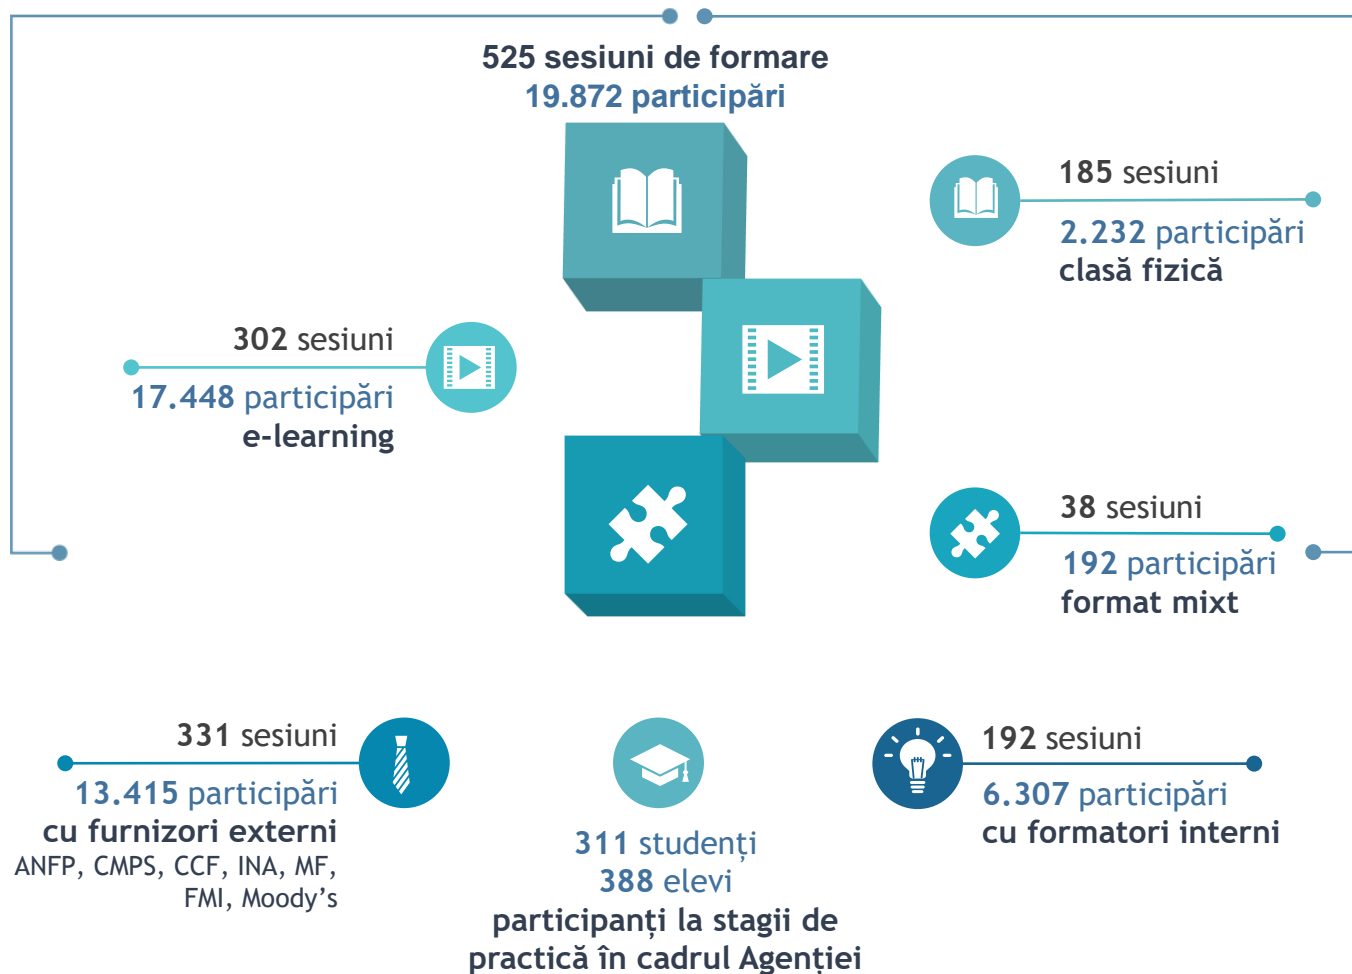 525 sesiuni de formare
19.872 participări
185 sesiuni
2.232 participări
clasă fizică
302 sesiuni
17.448 participări
e-learning
38 sesiuni
192 participări
format mixt
331 sesiuni
13.415 participări
cu furnizori externi
ANFP, CMPS, CCF, INA, MF,
FMI, Moody’s
311 studenți
388 elevi
participanți la stagii de
practică în cadrul Agenției
192 sesiuni
6.307 participări
cu formatori interni